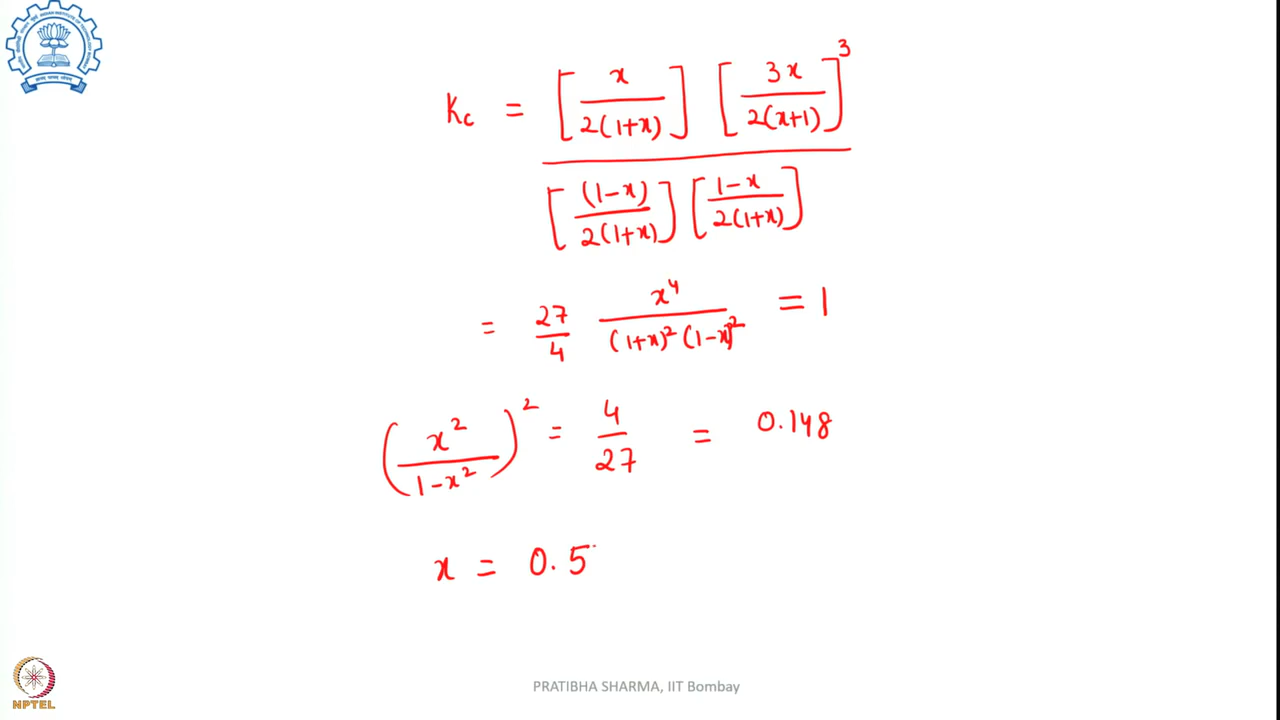 K_c = [x / 2(1+x)] [3x / 2(x+1)]^3 / [(1-x) / 2(1+x)] [1-x / 2(1+x)]
= 27/4 x^4 / (1+x)^2 (1-x)^2 = 1
(x^2 / 1-x^2)^2 = 4/27 = 0.148
x = 0.5
NPTEL
PRATIBHA SHARMA, IIT Bombay